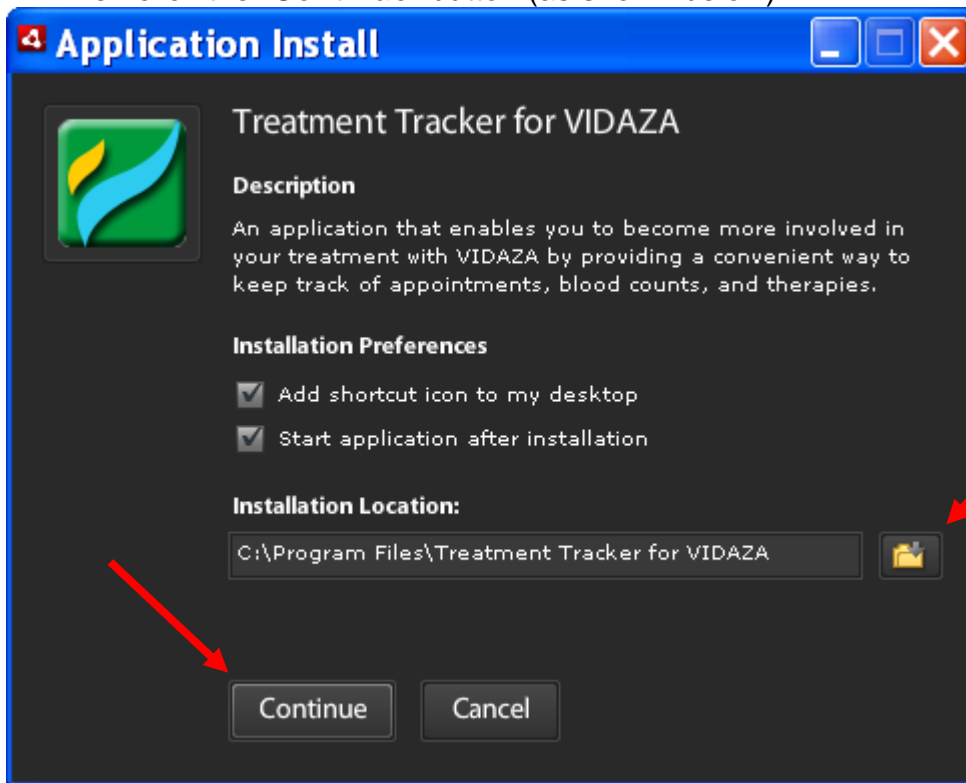 Application Install
Treatment Tracker for VIDAZA
Description
An application that enables you to become more involved in
your treatment with VIDAZA by providing a convenient way to
keep track of appointments, blood counts, and therapies.
Installation Preferences
Add shortcut icon to my desktop
Start application after installation
Installation Location:
C:\Program Files\Treatment Tracker for VIDAZA
Continue
Cancel